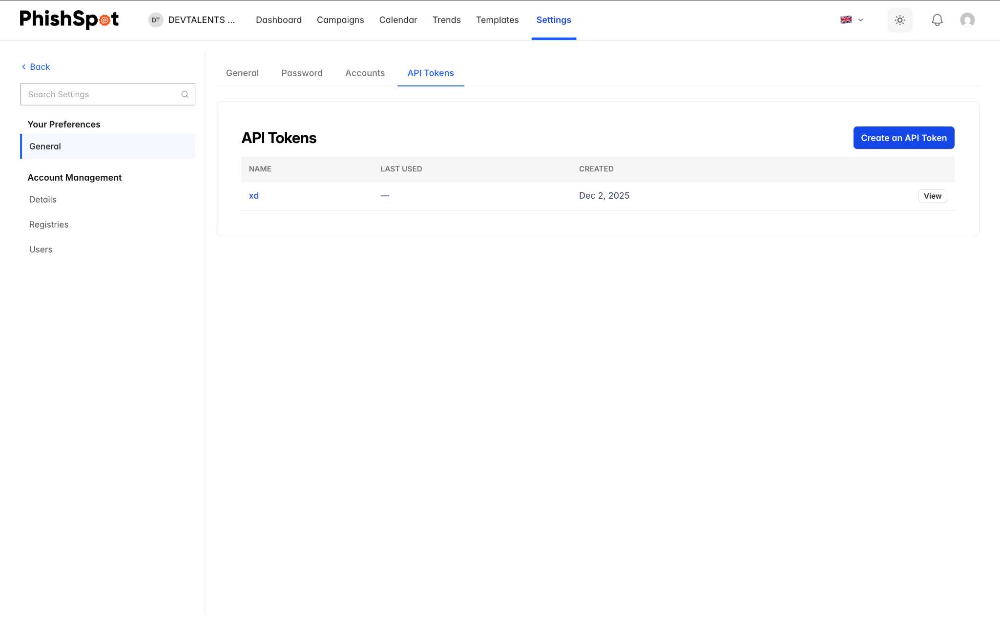 PhishSpot
DT DEVTALENTS ... Dashboard Campaigns Calendar Trends Templates Settings
Back
Search Settings
Your Preferences
General
Account Management
Details
Registries
Users
General Password Accounts API Tokens
API Tokens
Create an API Token
NAME LAST USED CREATED
xd — Dec 2, 2025 View